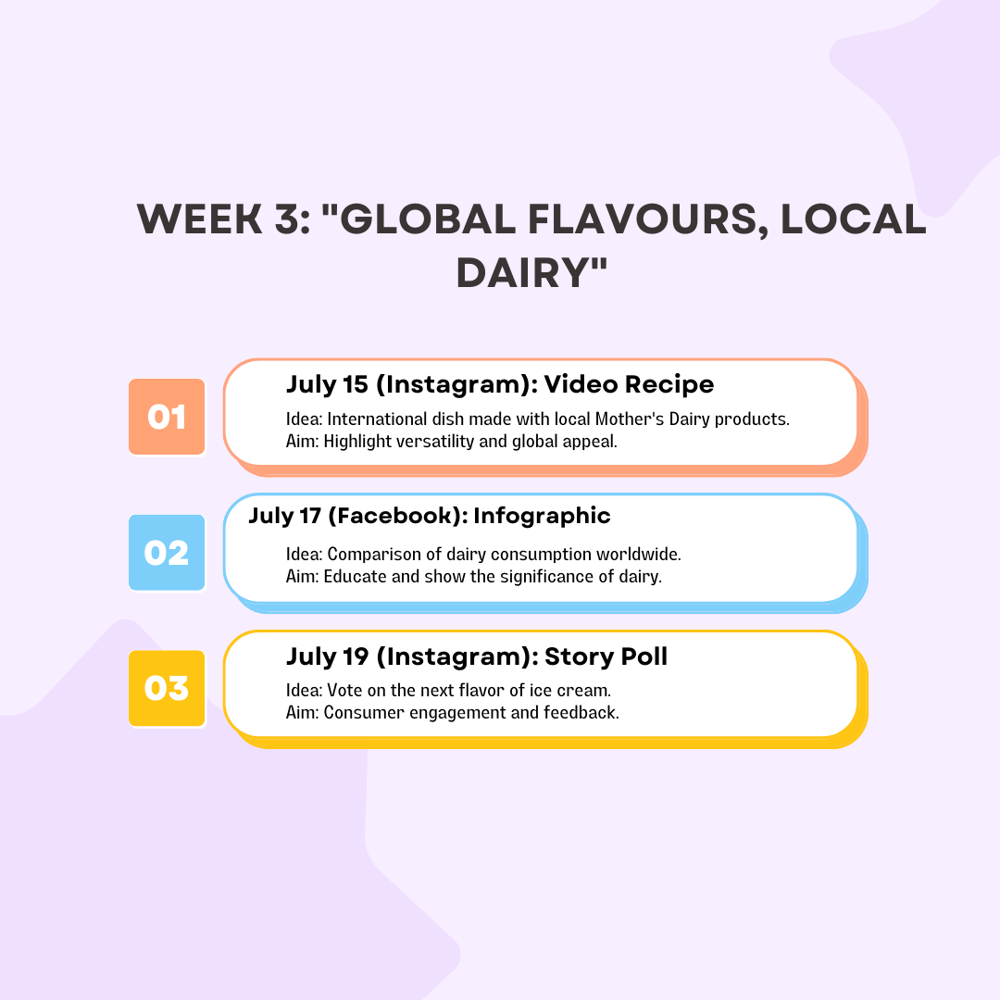 WEEK 3: "GLOBAL FLAVOURS, LOCAL
DAIRY"
01
July 15 (Instagram): Video Recipe
Idea: International dish made with local Mother's Dairy products.
Aim: Highlight versatility and global appeal.
02
July 17 (Facebook): Infographic
Idea: Comparison of dairy consumption worldwide.
Aim: Educate and show the significance of dairy.
03
July 19 (Instagram): Story Poll
Idea: Vote on the next flavor of ice cream.
Aim: Consumer engagement and feedback.